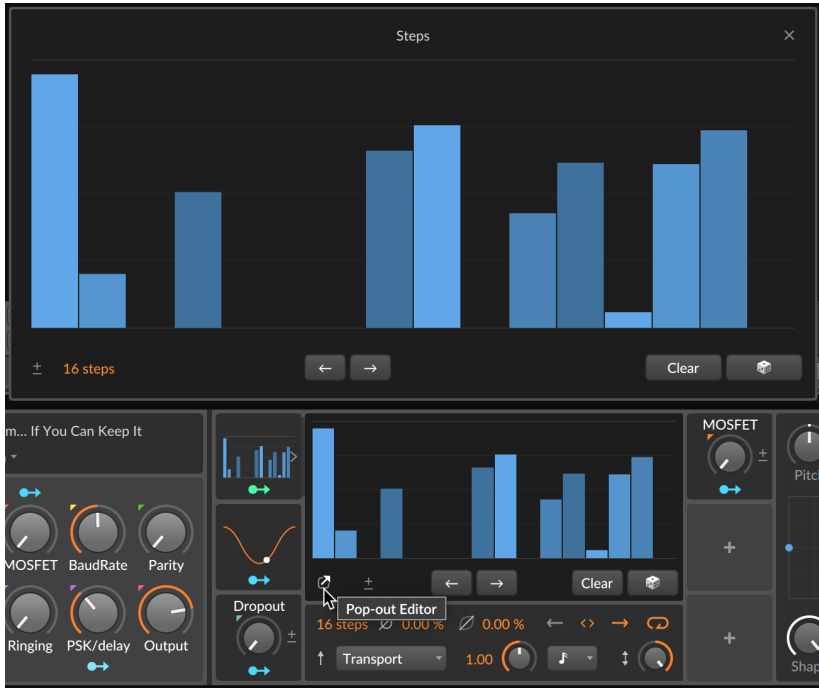 Steps
16 steps
Clear
m... If You Can Keep It
MOSFET
Pitch
MOSFET BaudRate Parity
Clear
Dropout
Pop-out Editor
16 steps 0.00 % 0.00 %
Ringing PSK/delay Output
Transport 1.00
Shap